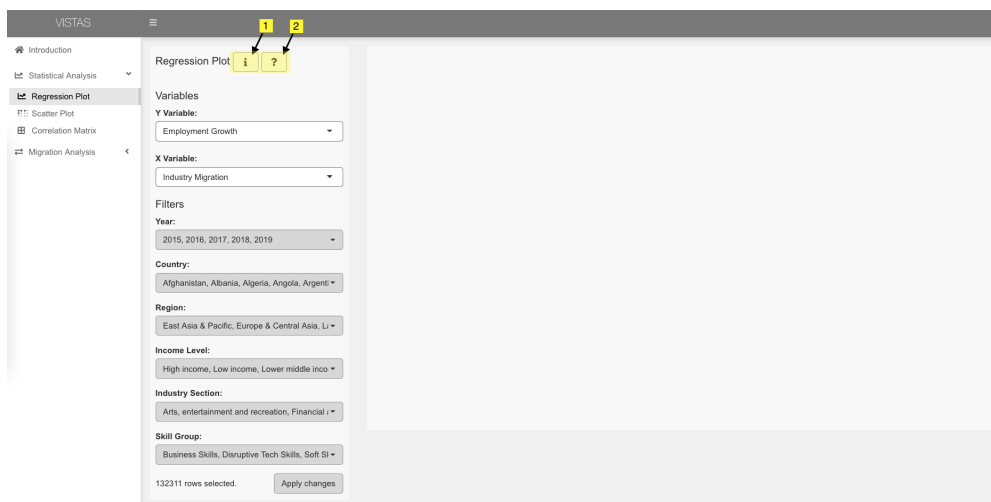 VISTAS
1 2
Introduction
Statistical Analysis
Regression Plot
Scatter Plot
Correlation Matrix
Migration Analysis
Regression Plot i ?
Variables
Y Variable:
Employment Growth
X Variable:
Industry Migration
Filters
Year:
2015, 2016, 2017, 2018, 2019
Country:
Afghanistan, Albania, Algeria, Angola, Argenti
Region:
East Asia & Pacific, Europe & Central Asia, La
Income Level:
High income, Low income, Lower middle inco
Industry Section:
Arts, entertainment and recreation, Financial
Skill Group:
Business Skills, Disruptive Tech Skills, Soft Sk
132311 rows selected. Apply changes